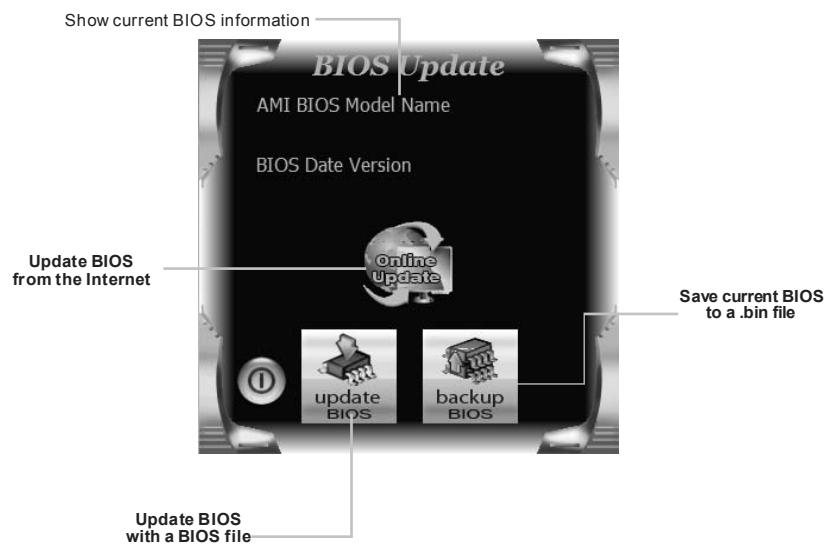 Show current BIOS information
BIOS Update
AMI BIOS Model Name
BIOS Date Version
Online
Update
Update BIOS
from the Internet
Save current BIOS
to a .bin file
update
BIOS
backup
BIOS
Update BIOS
with a BIOS file